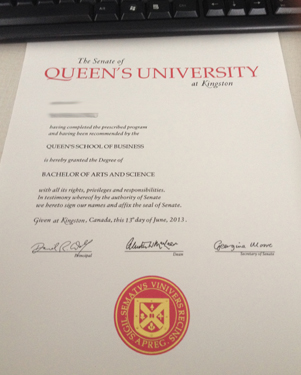 The Senate of
QUEEN'S UNIVERSITY
at Kingston
having completed the prescribed program
and having been recommended by the
QUEEN'S SCHOOL OF BUSINESS
is hereby granted the Degree of
BACHELOR OF ARTS AND SCIENCE
with all its rights, privileges and responsibilities.
In testimony whereof by the authority of Senate
we hereto sign our names and affix the seal of Senate.
Given at Kingston, Canada, this 13th day of June, 2013.
Principal
Dean
Secretary of Senate